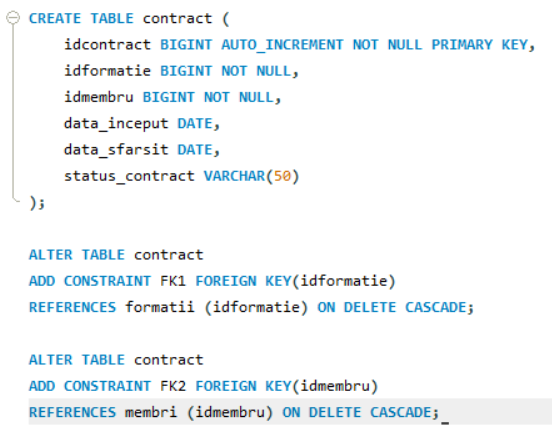 CREATE TABLE contract (
idcontract BIGINT AUTO_INCREMENT NOT NULL PRIMARY KEY,
idformatie BIGINT NOT NULL,
idmembru BIGINT NOT NULL,
data_inceput DATE,
data_sfarsit DATE,
status_contract VARCHAR(50)
);
ALTER TABLE contract
ADD CONSTRAINT FK1 FOREIGN KEY(idformatie)
REFERENCES formatii (idformatie) ON DELETE CASCADE;
ALTER TABLE contract
ADD CONSTRAINT FK2 FOREIGN KEY(idmembru)
REFERENCES membri (idmembru) ON DELETE CASCADE;